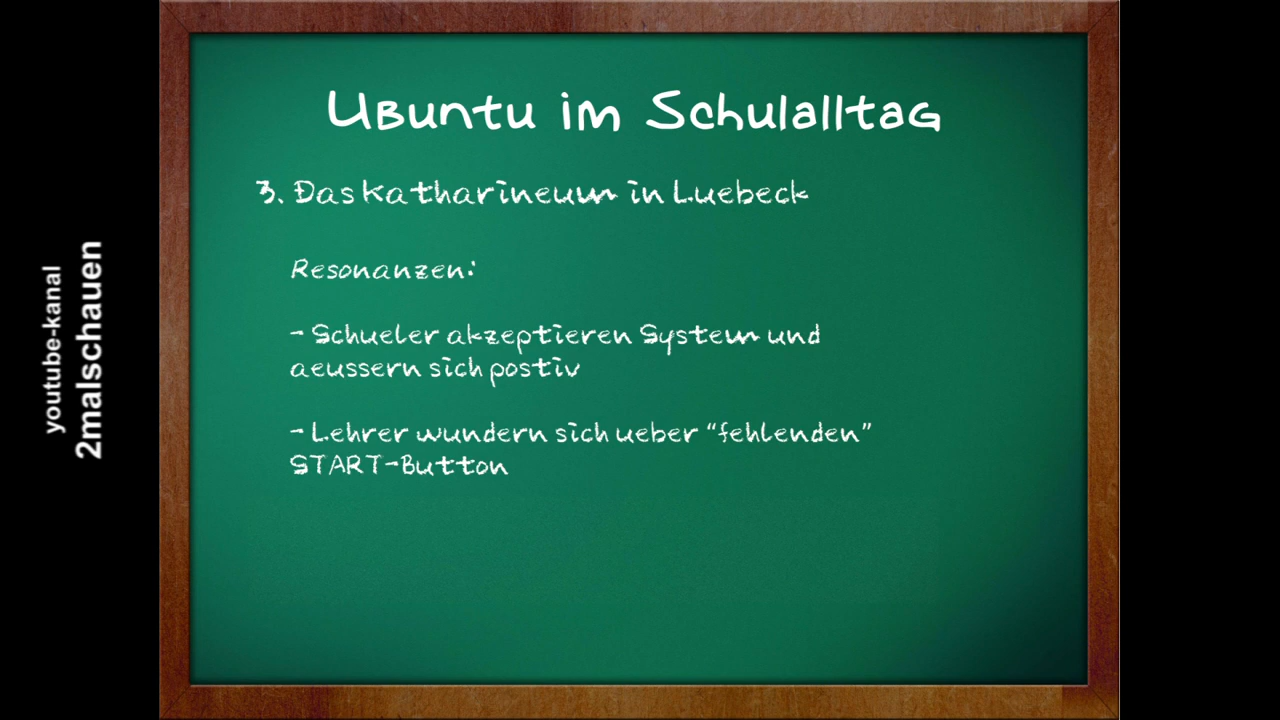 Ubuntu im Schulalltag
3. Das Katharineum in Luebeck
Resonanzen:
- Schueler akzeptieren System und
aeussern sich postiv
- Lehrer wundern sich ueber "fehlenden"
START-Button
youtube-kanal
2malschauen